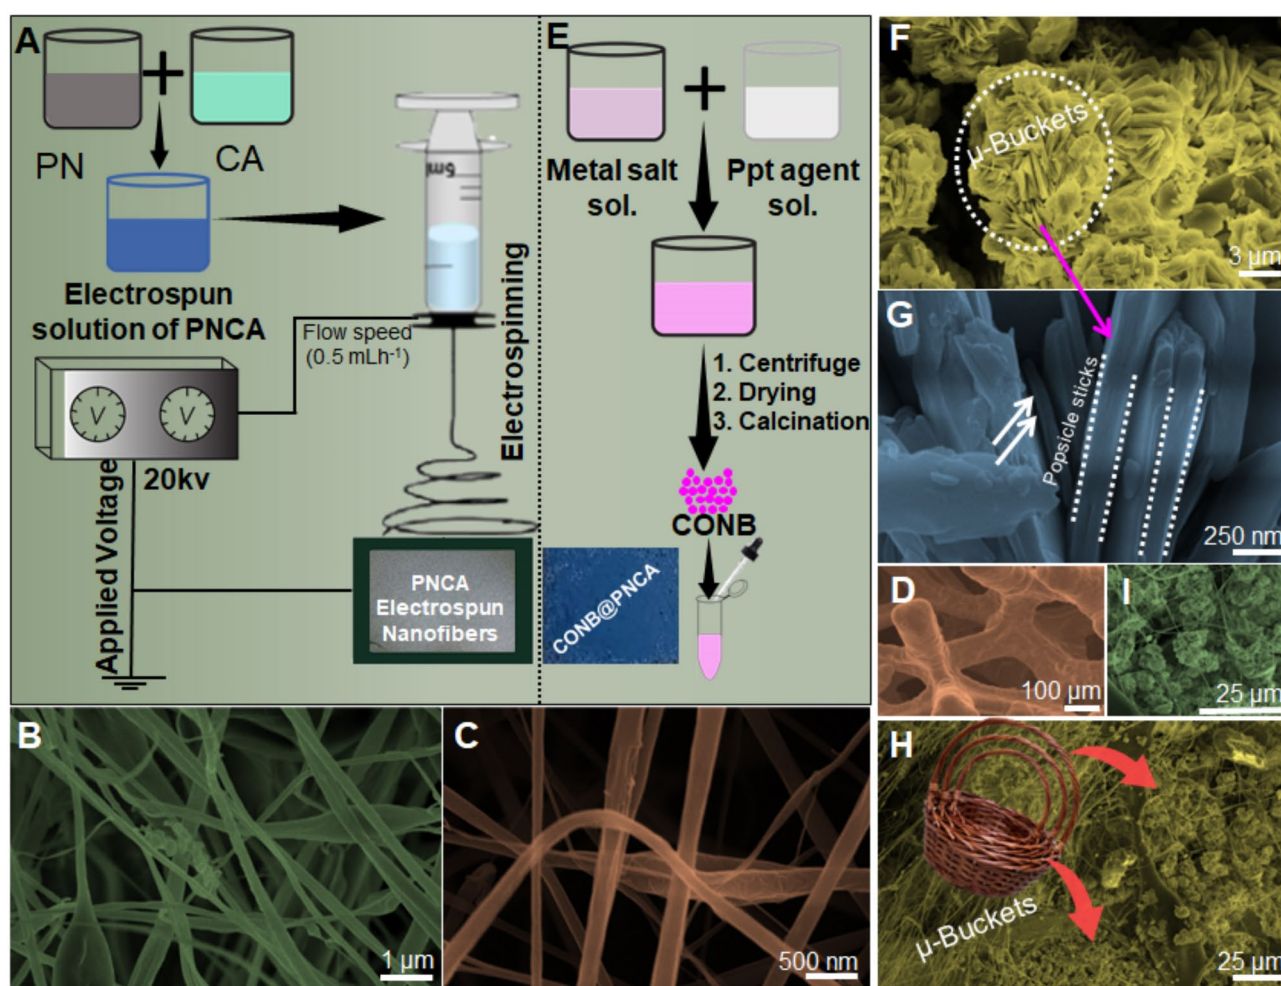 A
PN
CA
Electrospun
solution of PNCA
Flow speed
(0.5 mLh⁻¹)
5ml
Electrospinning
V
V
20kv
Applied Voltage
PNCA
Electrospun
Nanofibers
E
Metal salt
sol.
Ppt agent
sol.
1. Centrifuge
2. Drying
3. Calcination
CONB
CONB@PNCA
F
μ-Buckets
3 μm
G
Popsicle sticks
250 nm
D
100 μm
I
25 μm
B
1 μm
C
500 nm
H
μ-Buckets
25 μm